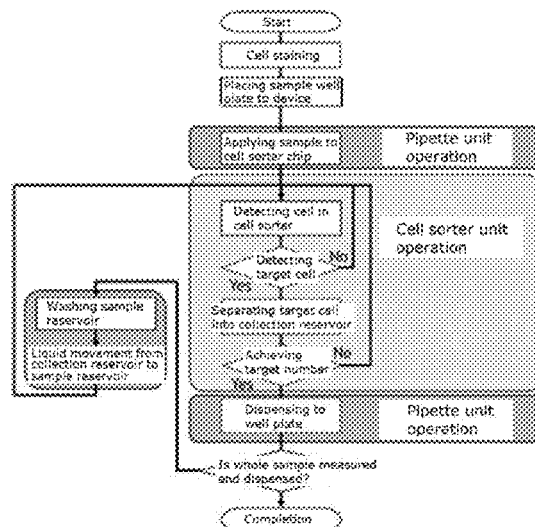 Start
Cell staining
Placing sample well
plate to device
Applying sample to
cell sorter chip
Pipette unit
operation
Detecting cell in
cell sorter
Cell sorter unit
operation
Detecting
target cell
No
Yes
Washing sample
reservoir
Separating target cell
into collection reservoir
Liquid movement from
collection reservoir to
sample reservoir
Achieving
target number
No
Yes
Dispensing to
well plate
Pipette unit
operation
Is whole sample measured
and dispensed?
Completion